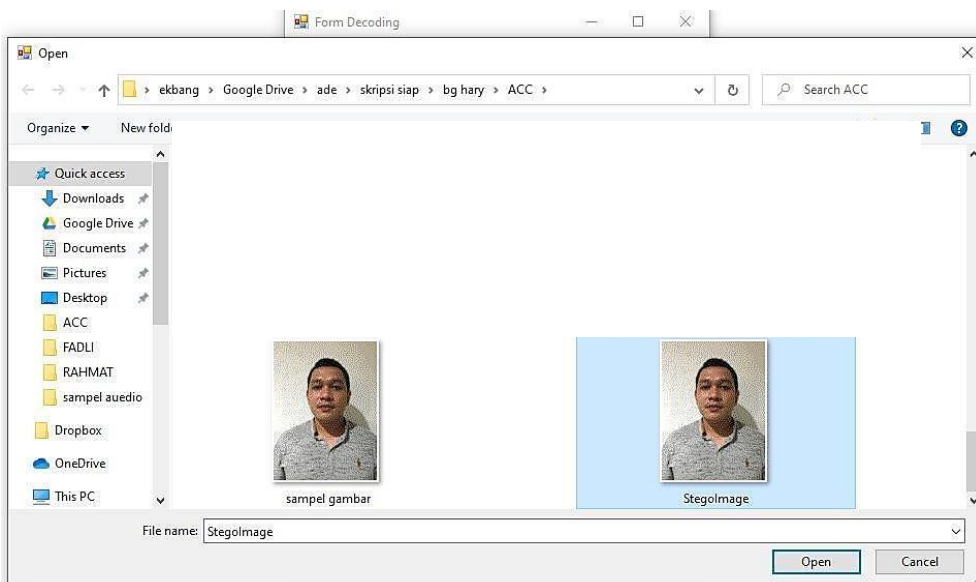 Form Decoding
Open
ekbang > Google Drive > ade > skripsi siap > bg hary > ACC >
Search ACC
Organize
New fold
Quick access
Downloads
Google Drive
Documents
Pictures
Desktop
ACC
FADLI
RAHMAT
sampel auedio
Dropbox
OneDrive
This PC
sampel gambar
StegoImage
File name: StegoImage
Open
Cancel